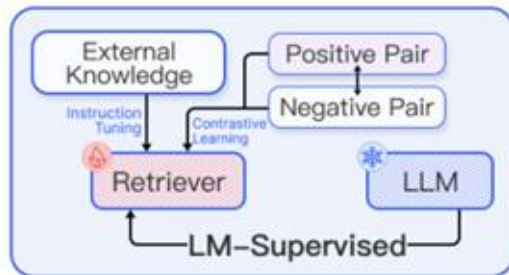 External
Knowledge
Positive Pair
Negative Pair
Instruction
Tuning
Contrastive
Learning
Retriever
LLM
LM-Supervised